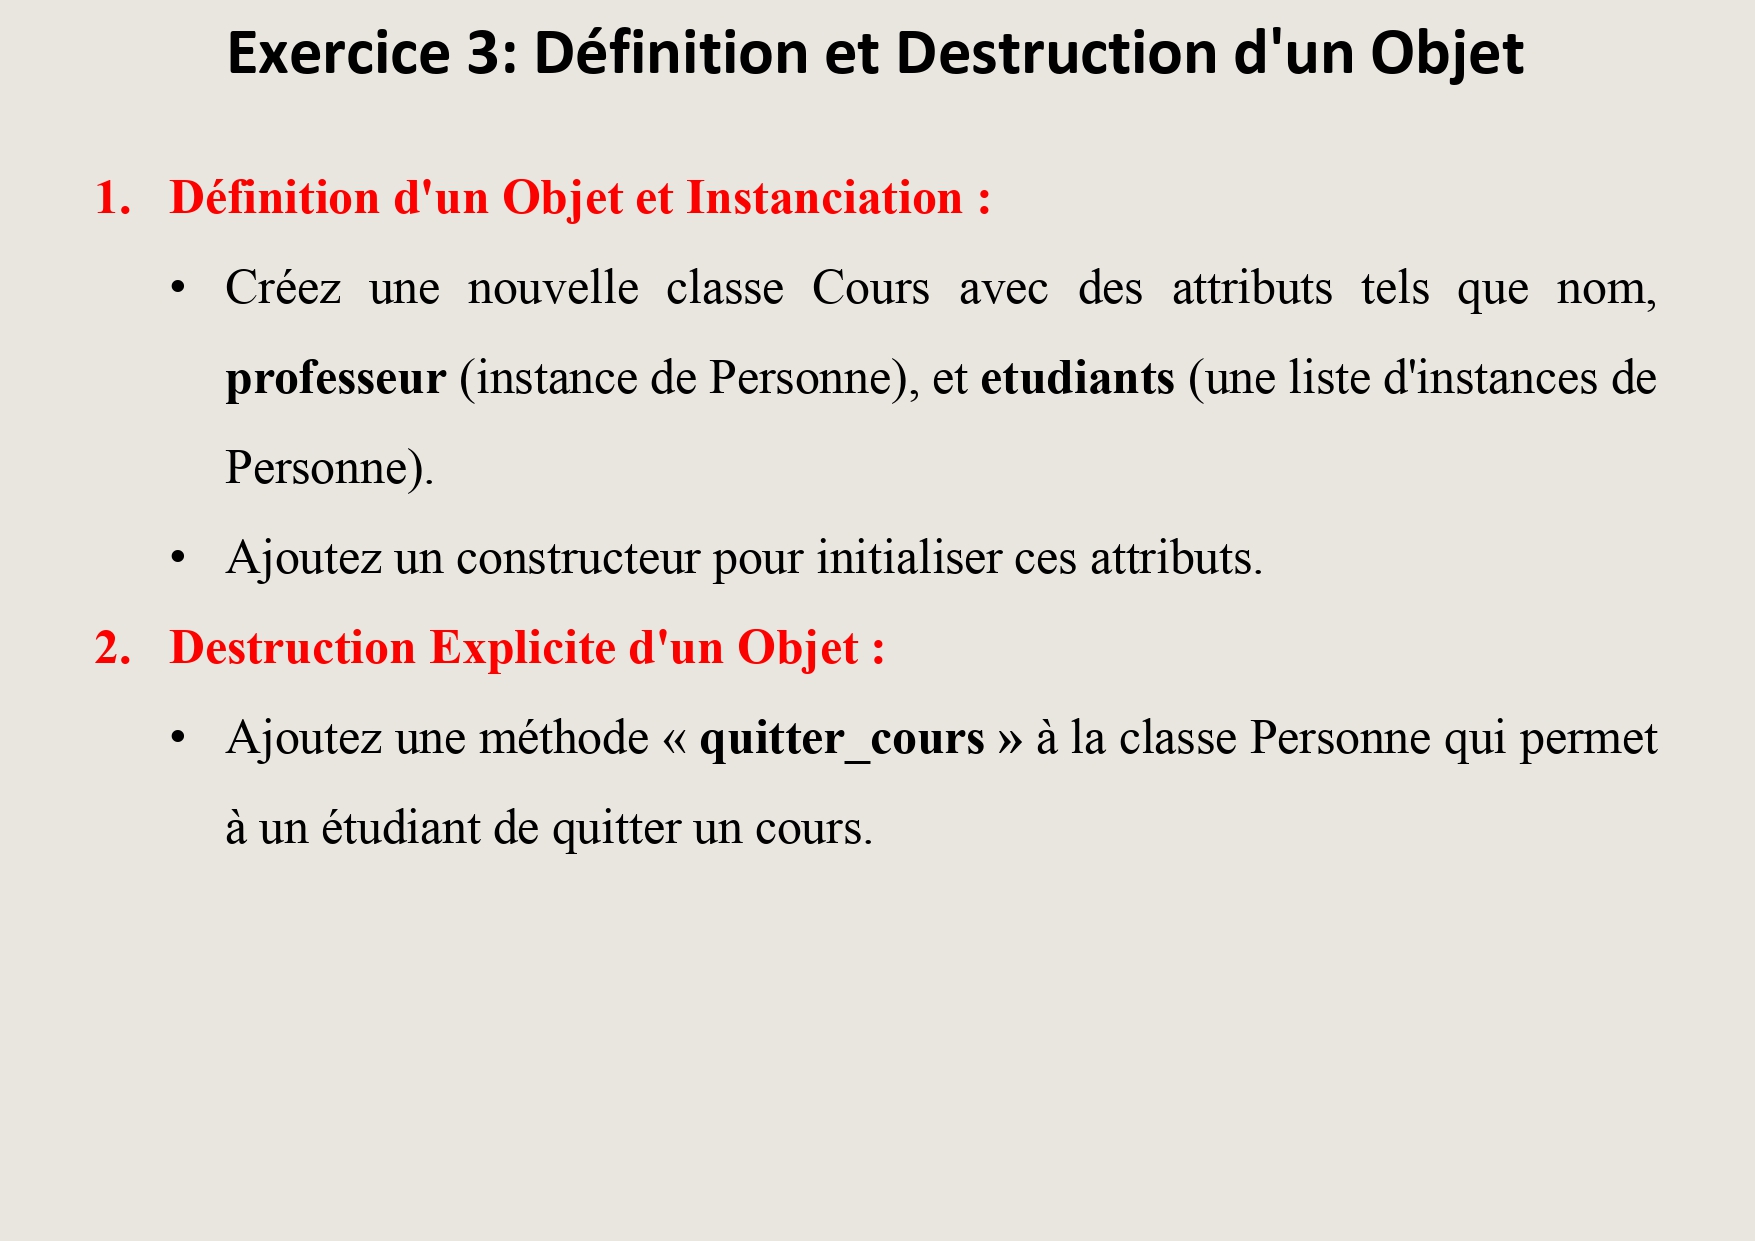 Exercice 3: Définition et Destruction d'un Objet
1. Définition d'un Objet et Instanciation :
• Créez une nouvelle classe Cours avec des attributs tels que nom,
professeur (instance de Personne), et etudiants (une liste d'instances de
Personne).
• Ajoutez un constructeur pour initialiser ces attributs.
2. Destruction Explicite d'un Objet :
• Ajoutez une méthode « quitter_cours » à la classe Personne qui permet
à un étudiant de quitter un cours.